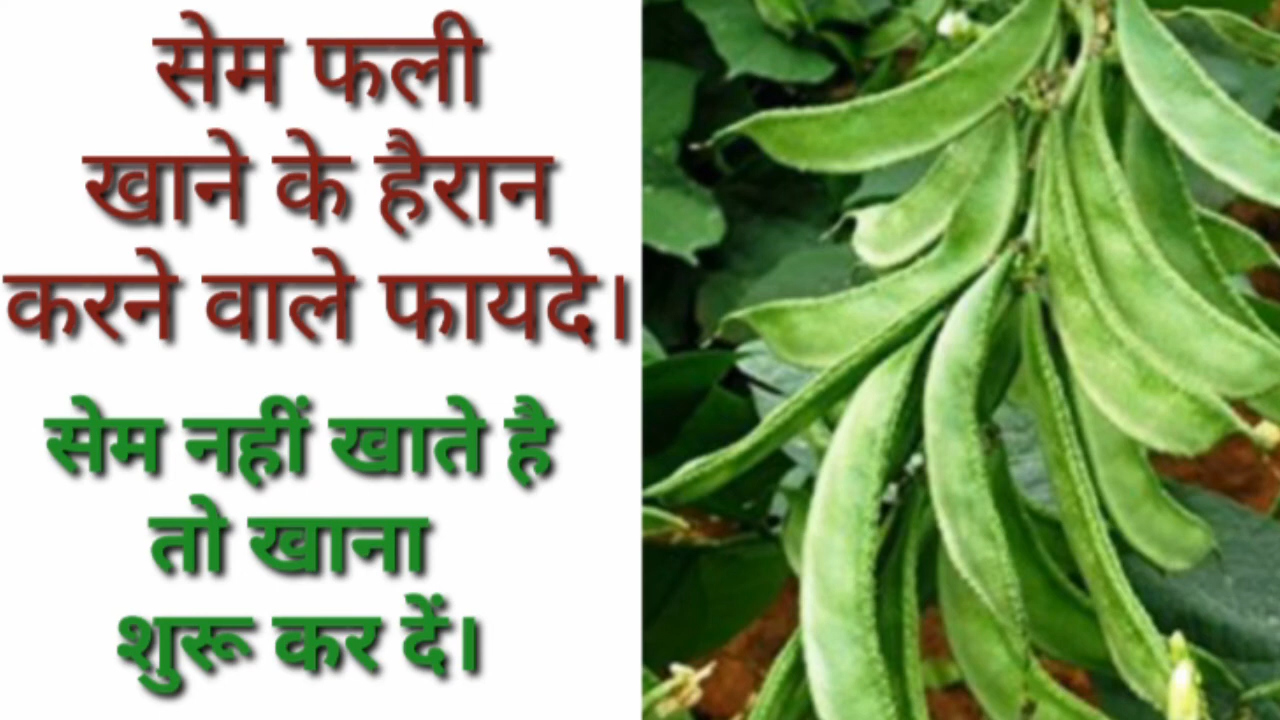 सेम फली
खाने के हैरान
करने वाले फायदे।
सेम नहीं खाते है
तो खाना
शुरू कर दें।